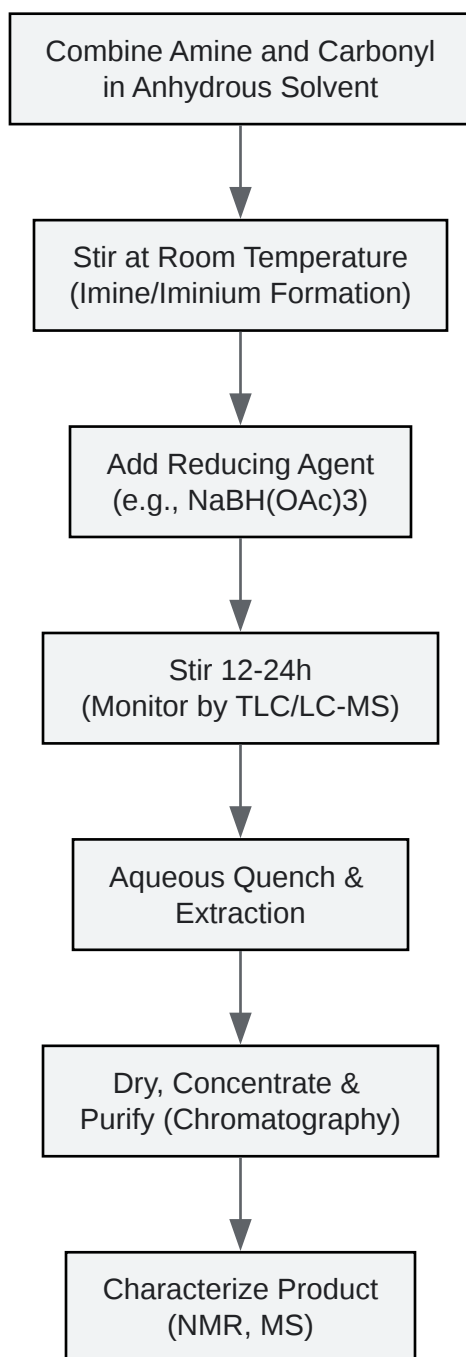 Combine Amine and Carbonyl
in Anhydrous Solvent
Stir at Room Temperature
(Imine/Iminium Formation)
Add Reducing Agent
(e.g., NaBH(OAc)3)
Stir 12-24h
(Monitor by TLC/LC-MS)
Aqueous Quench &
Extraction
Dry, Concentrate &
Purify (Chromatography)
Characterize Product
(NMR, MS)